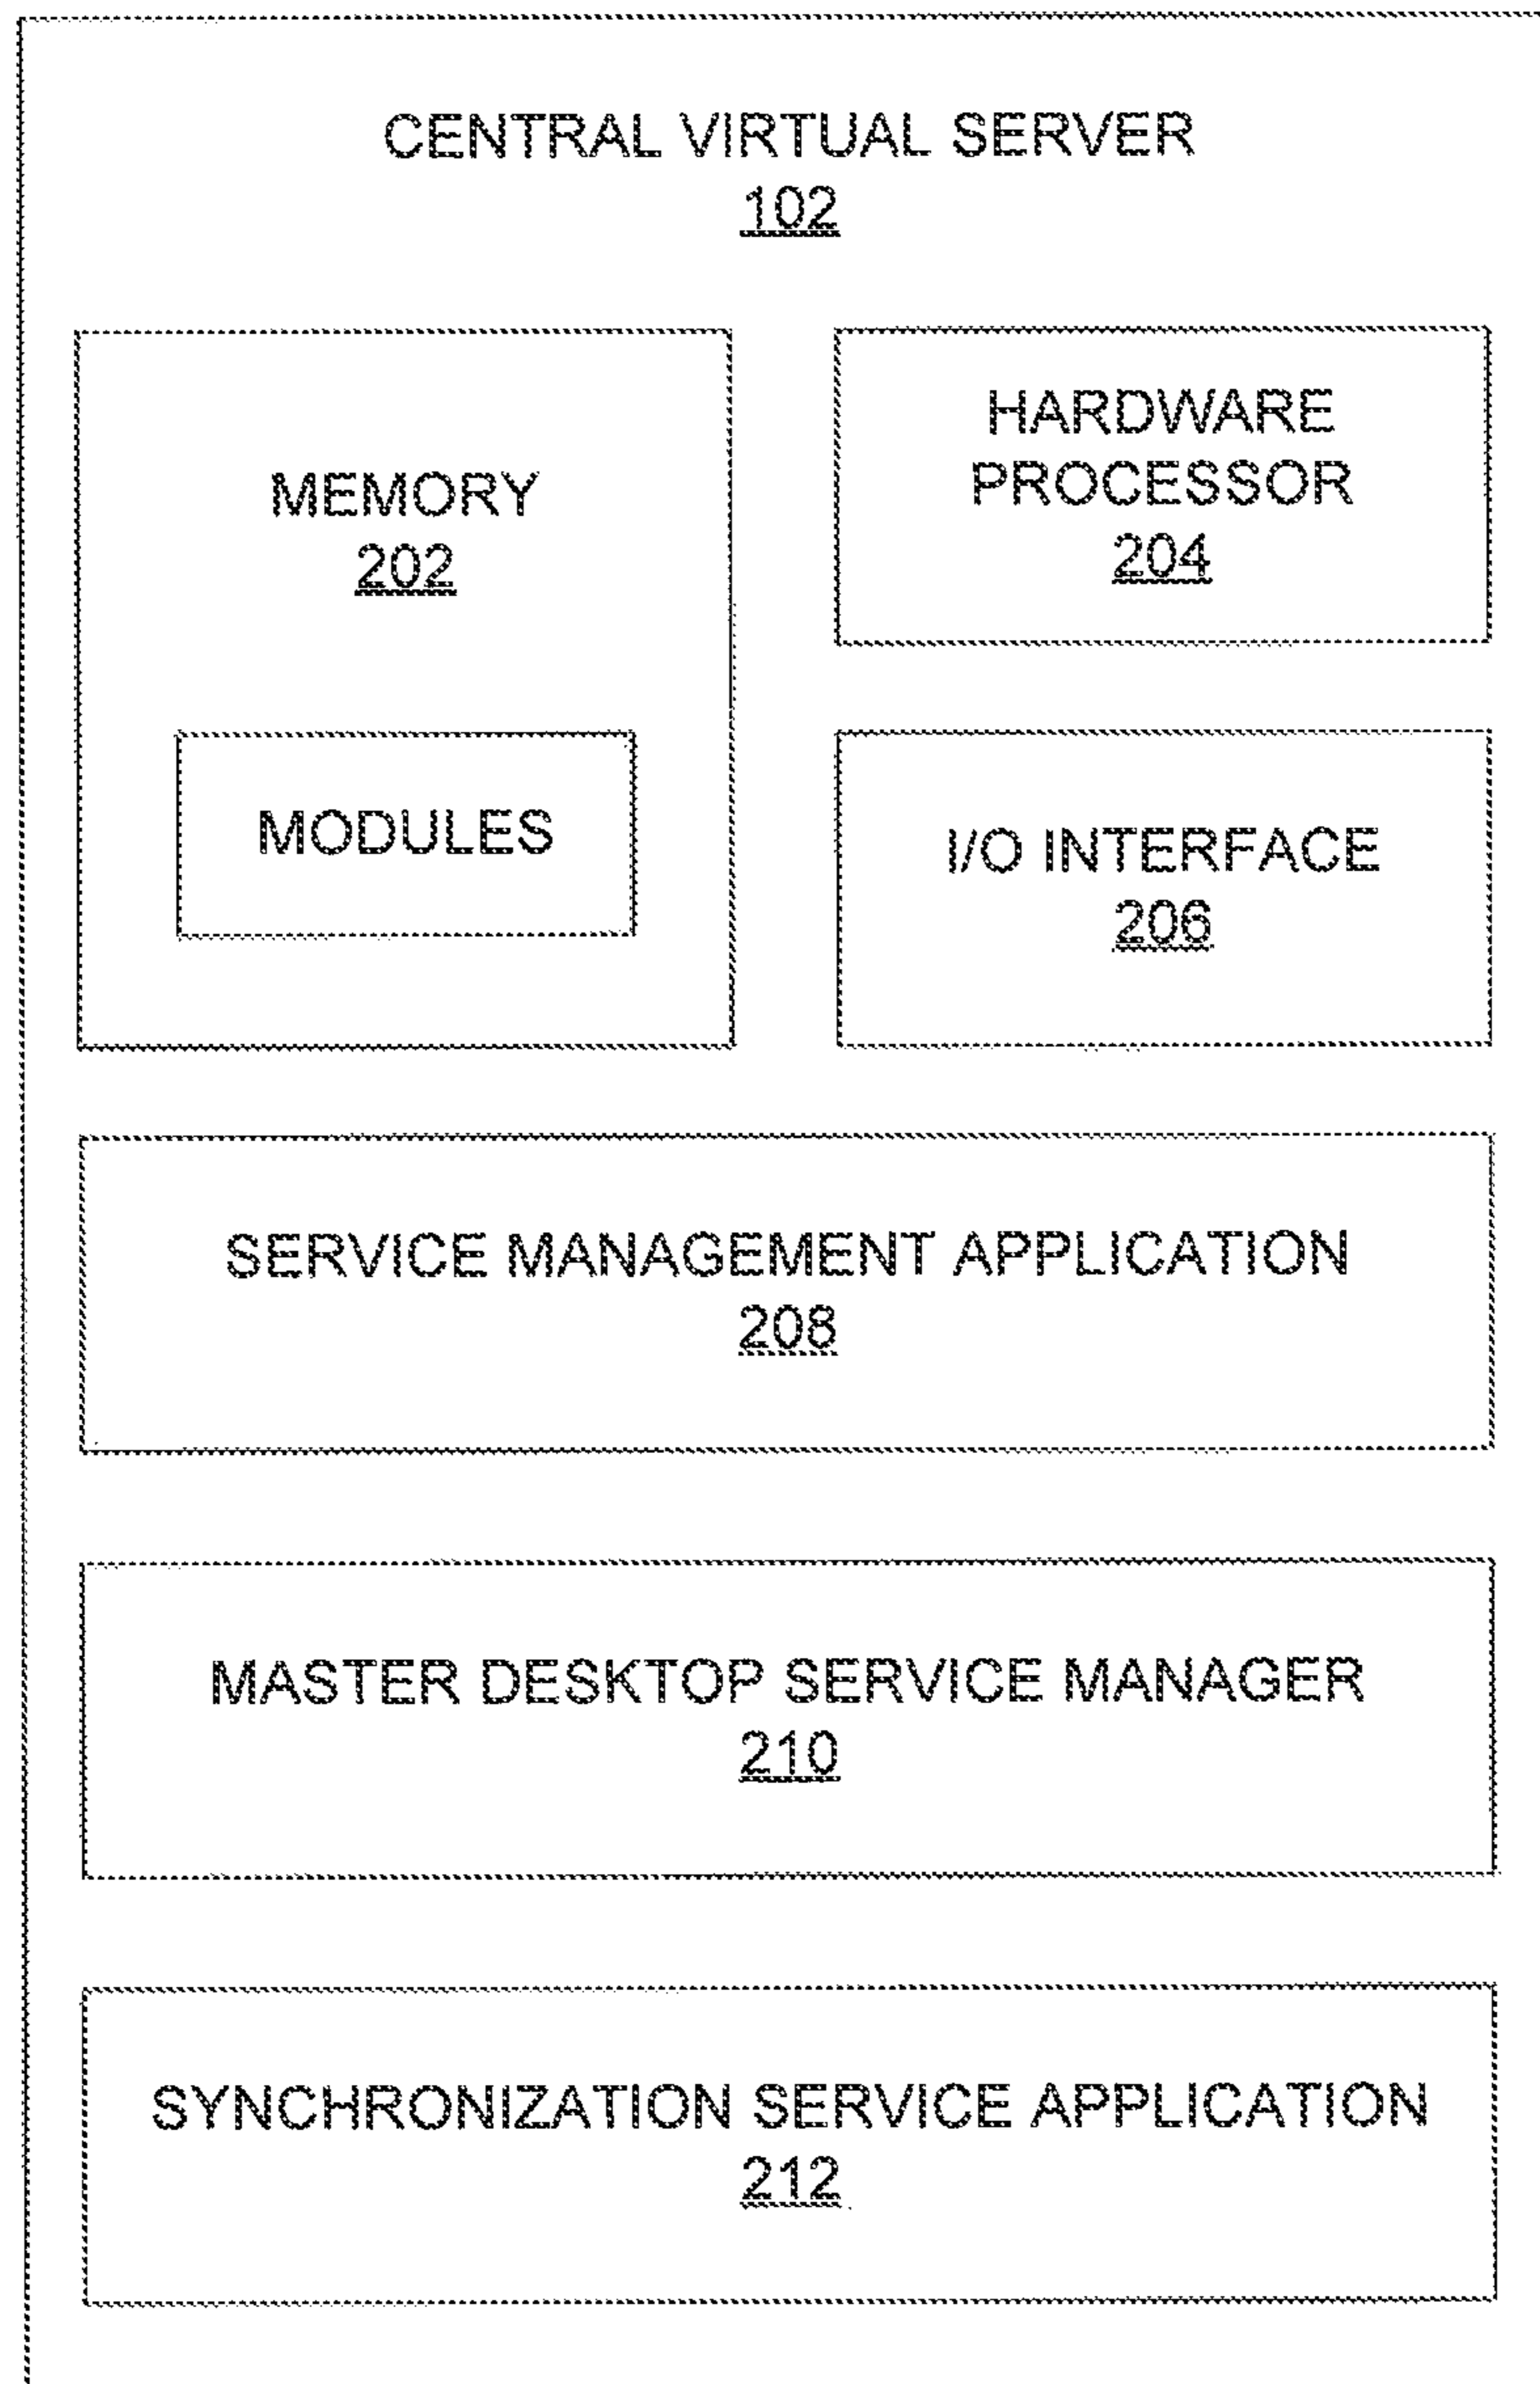 CENTRAL VIRTUAL SERVER
102
MEMORY
202
MODULES
HARDWARE
PROCESSOR
204
I/O INTERFACE
206
SERVICE MANAGEMENT APPLICATION
208
MASTER DESKTOP SERVICE MANAGER
210
SYNCHRONIZATION SERVICE APPLICATION
212